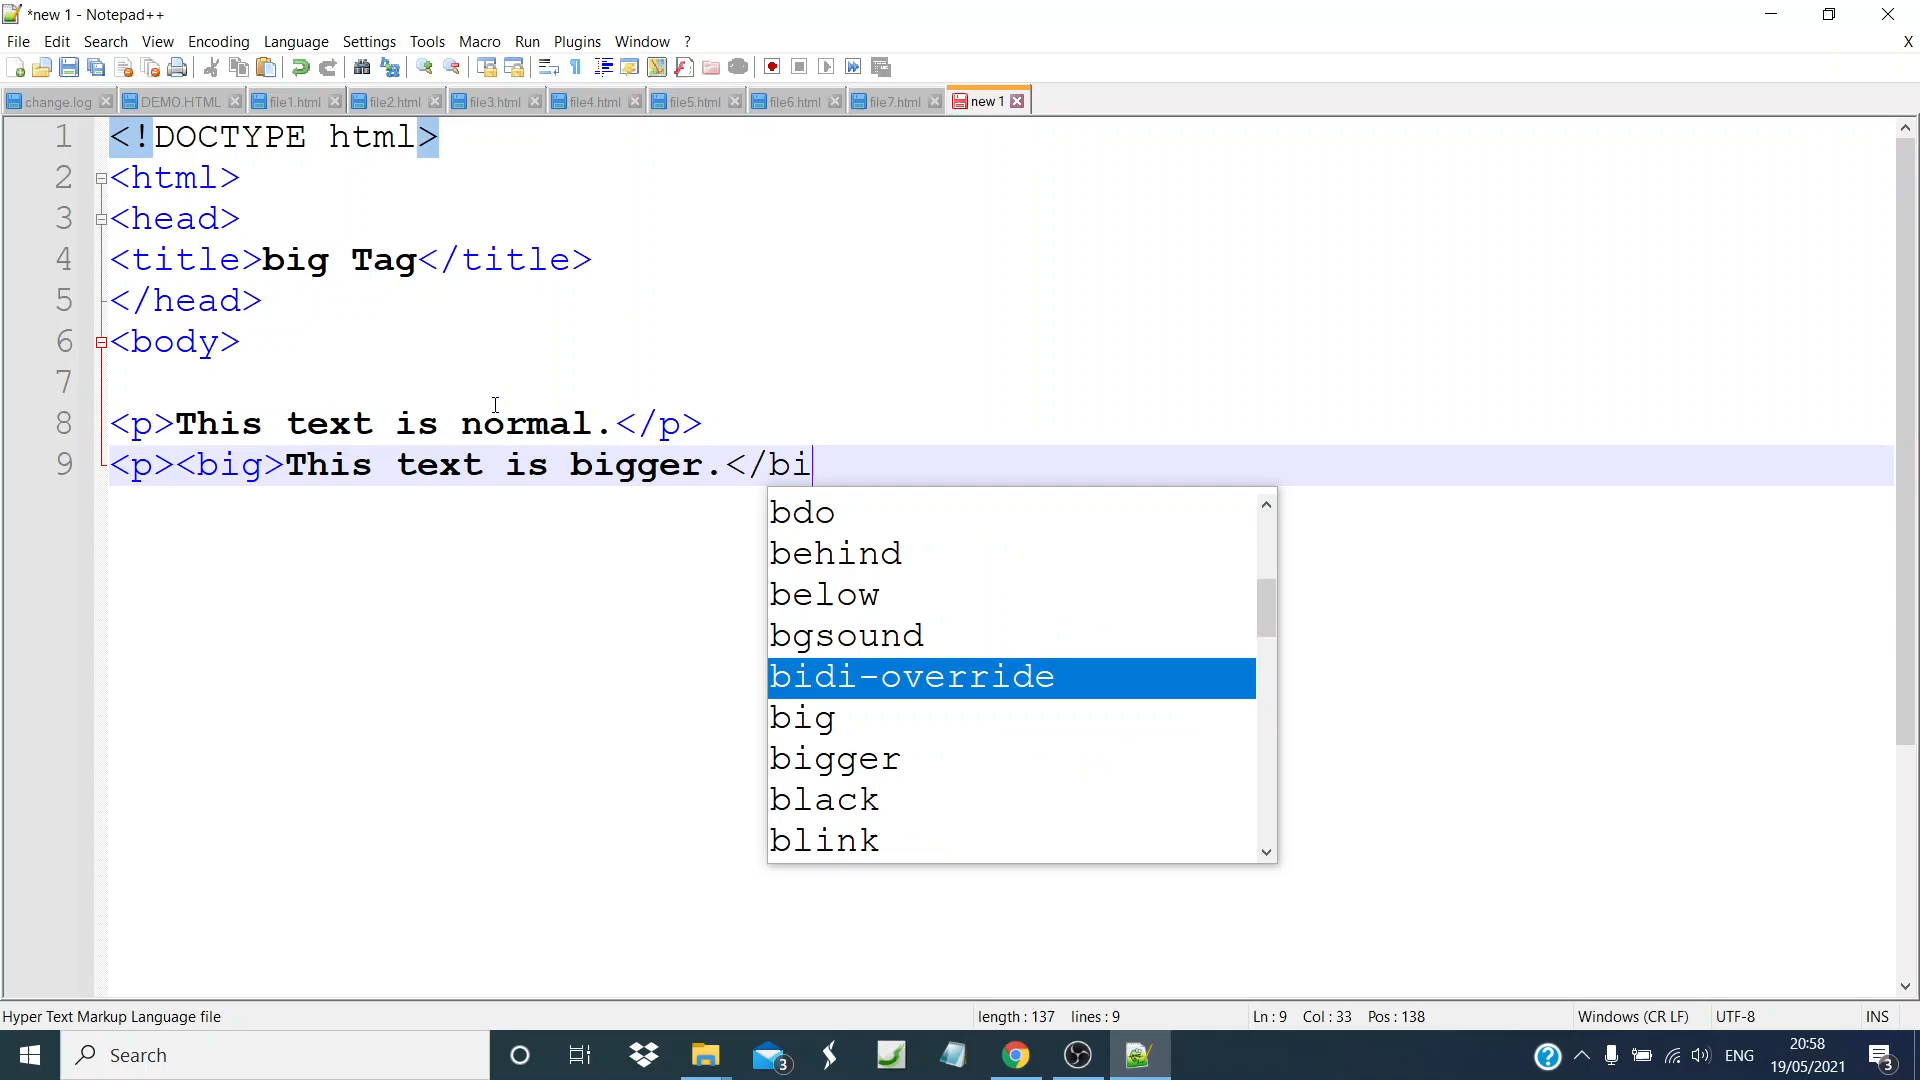 *new 1 - Notepad++
File Edit Search View Encoding Language Settings Tools Macro Run Plugins Window ? X
change.log DEMO.HTML file1.html file2.html file3.html file4.html file5.html file6.html file7.html new 1
1 <!DOCTYPE html>
2 <html>
3 <head>
4 <title>big Tag</title>
5 </head>
6 <body>
7
8 <p>This text is normal.</p>
9 <p><big>This text is bigger.</bi
bdo
behind
below
bgsound
bidi-override
big
bigger
black
blink
Hyper Text Markup Language file length : 137 lines : 9 Ln : 9 Col : 33 Pos : 138 Windows (CR LF) UTF-8 INS
Search 3 ENG 20:58 3
19/05/2021